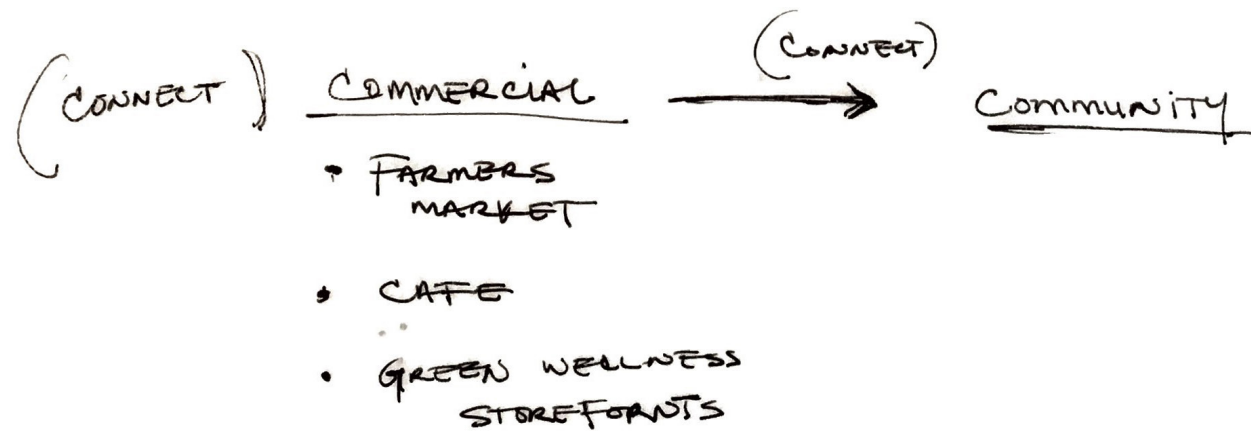 (CONNECT)
(CONNECT) COMMERCIAL → COMMUNITY
• FARMERS
MARKET
• CAFE
• GREEN WELLNESS
STOREFORNTS